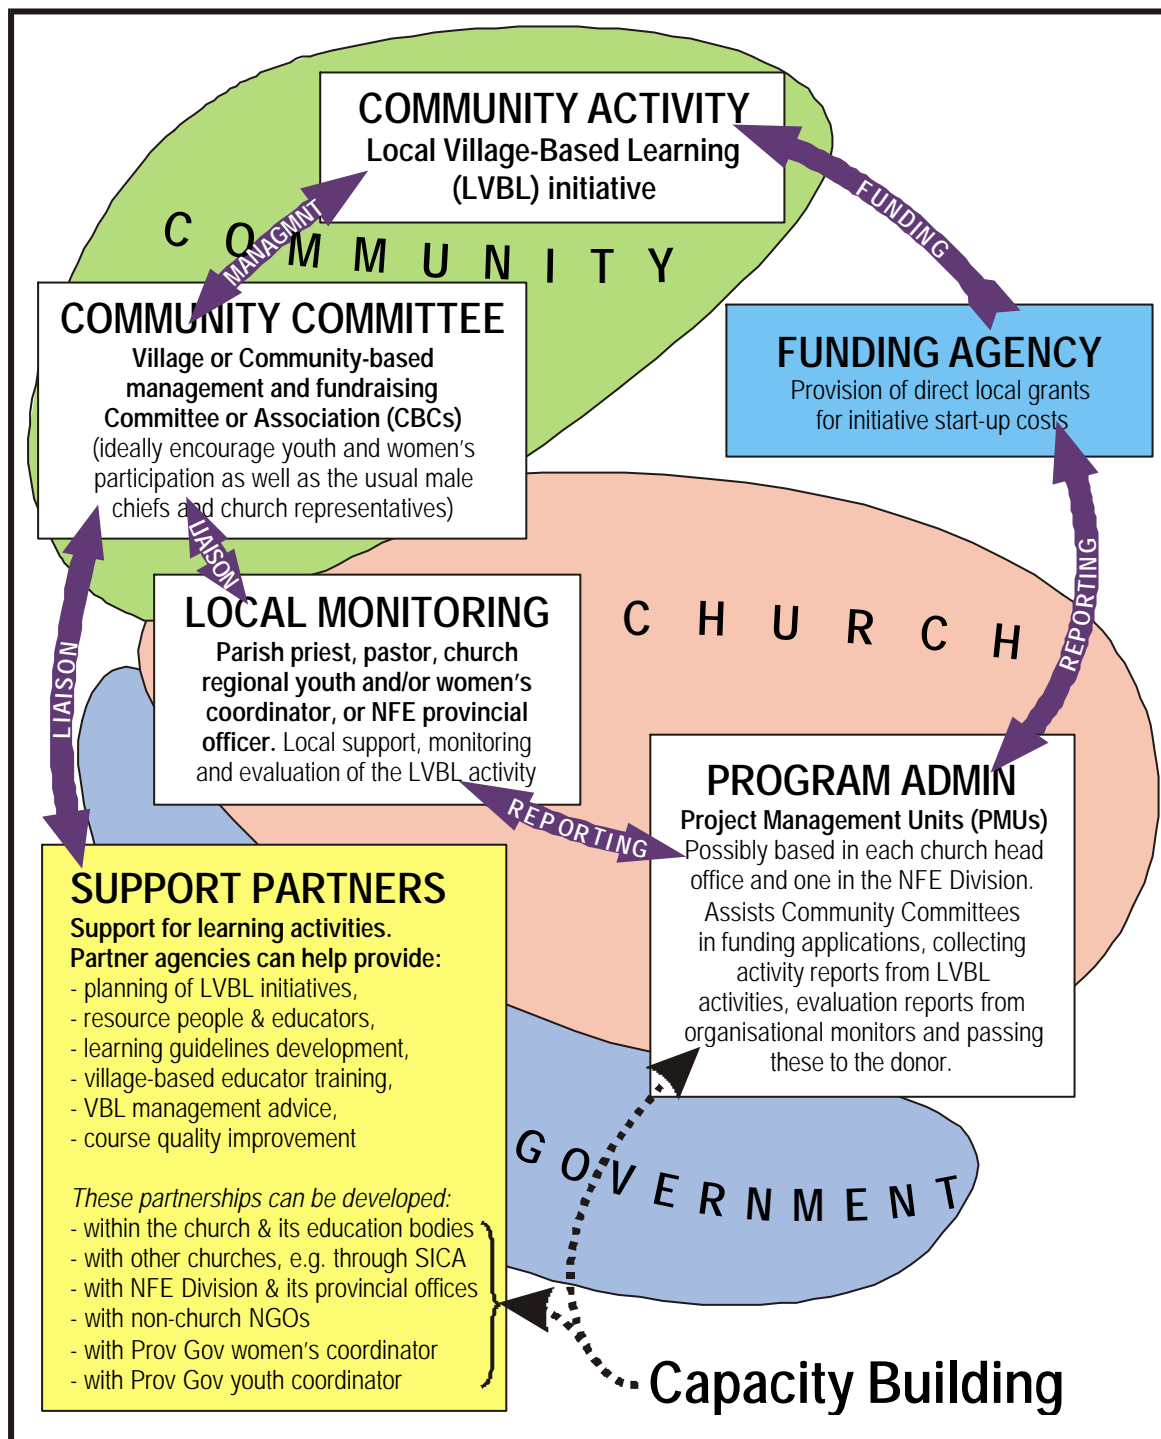 COMMUNITY ACTIVITY
Local Village-Based Learning
(LVBL) initiative
FUNDING
MANAGMNT
COMMUNITY
COMMUNITY COMMITTEE
Village or Community-based
management and fundraising
Committee or Association (CBCs)
(ideally encourage youth and women's
participation as well as the usual male
chiefs and church representatives)
FUNDING AGENCY
Provision of direct local grants
for initiative start-up costs
LIAISON
LIAISON
REPORTING
CHURCH
LOCAL MONITORING
Parish priest, pastor, church
regional youth and/or women's
coordinator, or NFE provincial
officer. Local support, monitoring
and evaluation of the LVBL activity
REPORTING
PROGRAM ADMIN
Project Management Units (PMUs)
Possibly based in each church head
office and one in the NFE Division.
Assists Community Committees
in funding applications, collecting
activity reports from LVBL
activities, evaluation reports from
organisational monitors and passing
these to the donor.
SUPPORT PARTNERS
Support for learning activities.
Partner agencies can help provide:
- planning of LVBL initiatives,
- resource people & educators,
- learning guidelines development,
- village-based educator training,
- VBL management advice,
- course quality improvement
These partnerships can be developed:
- within the church & its education bodies
- with other churches, e.g. through SICA
- with NFE Division & its provincial offices
- with non-church NGOs
- with Prov Gov women's coordinator
- with Prov Gov youth coordinator
GOVERNMENT
Capacity Building